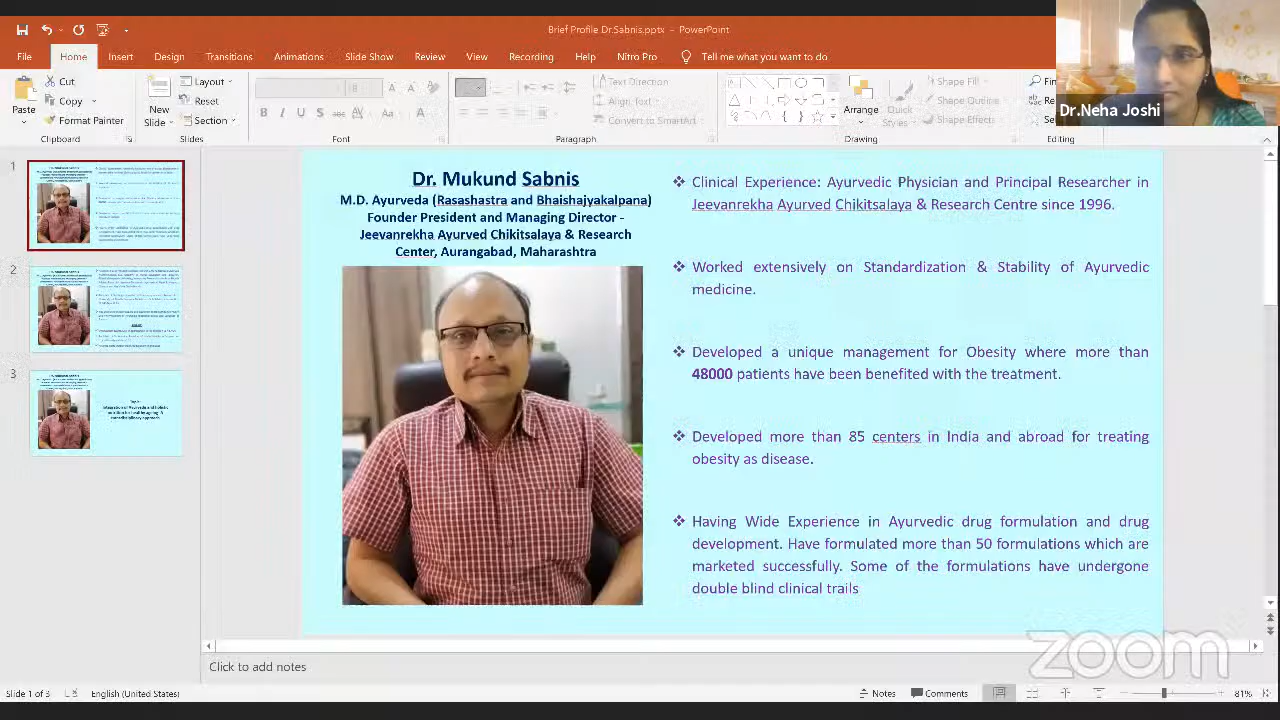 Brief Profile Dr.Sabnis.pptx - PowerPoint
File Home Insert Design Transitions Animations Slide Show Review View Recording Help Nitro Pro Tell me what you want to do
Cut
Copy
Format Painter
Paste
Clipboard
New
Slide
Layout
Reset
Section
Slides
Font
Text Direction
Align Text
Convert to SmartArt
Paragraph
Arrange
Quick
Styles
Shape Fill
Shape Outline
Shape Effects
Drawing
Editing
Dr.Neha Joshi
1
2
3
Dr. Mukund Sabnis
M.D. Ayurveda (Rasashastra and Bhaishajyakalpana)
Founder President and Managing Director -
Jeevanrekha Ayurved Chikitsalaya & Research
Center, Aurangabad, Maharashtra
❖ Clinical Experience: Ayurvedic Physician and Principal Researcher in
Jeevanrekha Ayurved Chikitsalaya & Research Centre since 1996.
❖ Worked extensively on Standardization & Stability of Ayurvedic
medicine.
❖ Developed a unique management for Obesity where more than
48000 patients have been benefited with the treatment.
❖ Developed more than 85 centers in India and abroad for treating
obesity as disease.
❖ Having Wide Experience in Ayurvedic drug formulation and drug
development. Have formulated more than 50 formulations which are
marketed successfully. Some of the formulations have undergone
double blind clinical trails
Click to add notes
zoom
Slide 1 of 3 English (United States) Notes Comments 81%